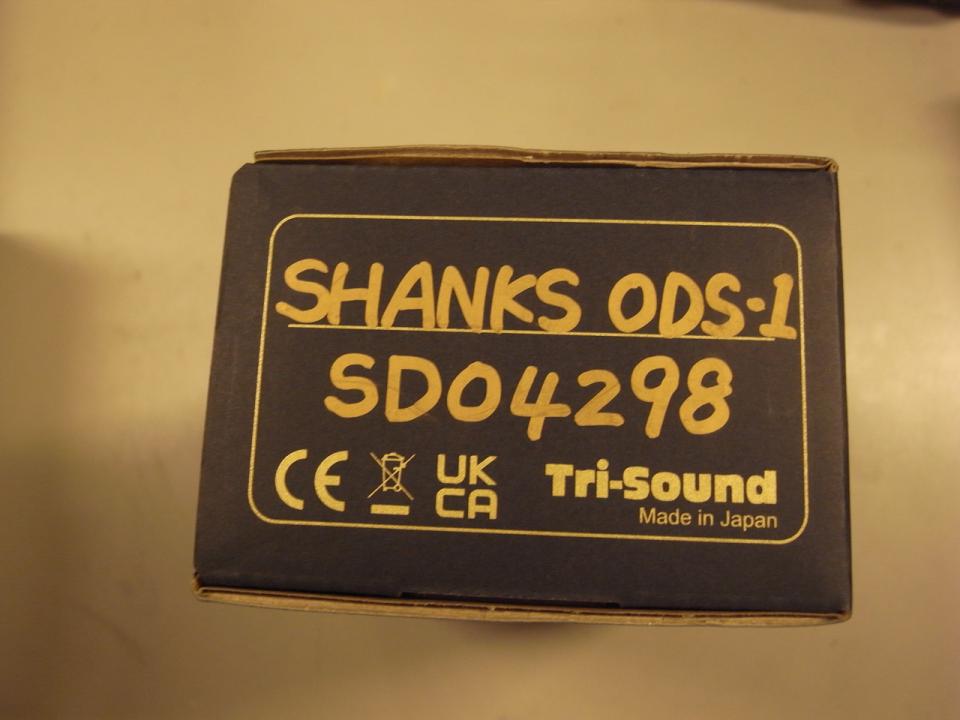 SHANKS ODS-1
SD04298
CE UK CA Tri-Sound
Made in Japan